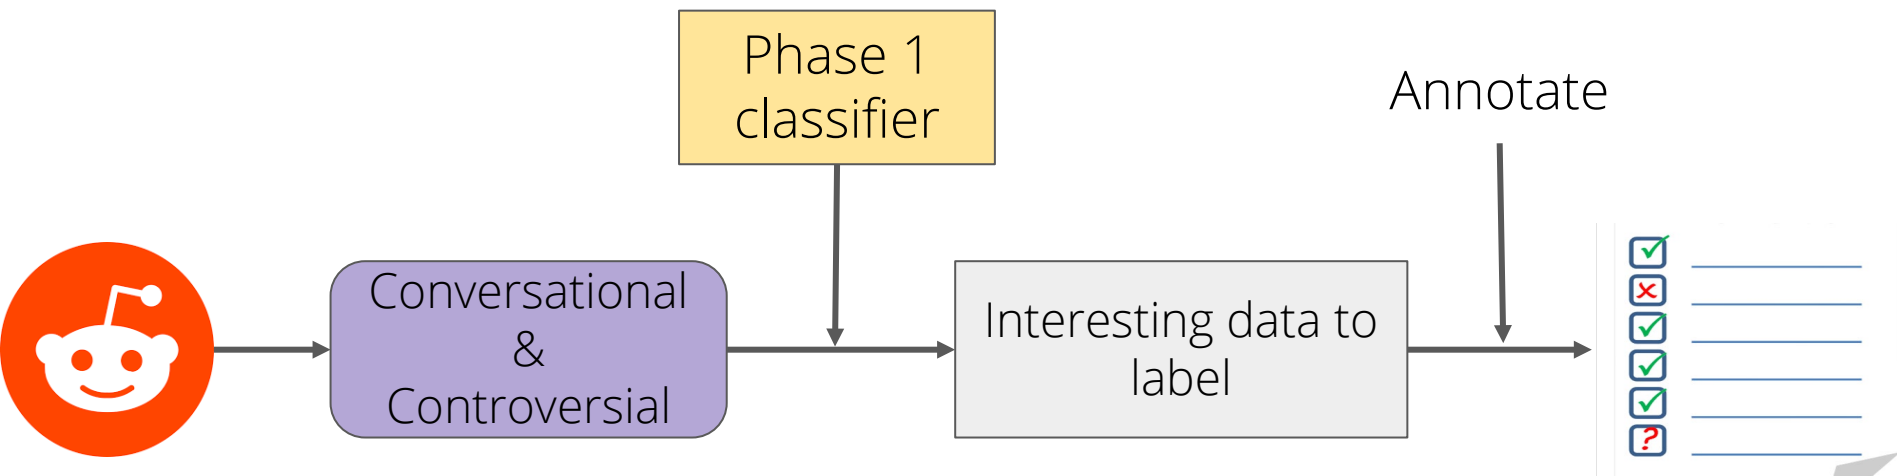 Phase 1
classifier
Annotate
Conversational
&
Controversial
Interesting data to
label
?